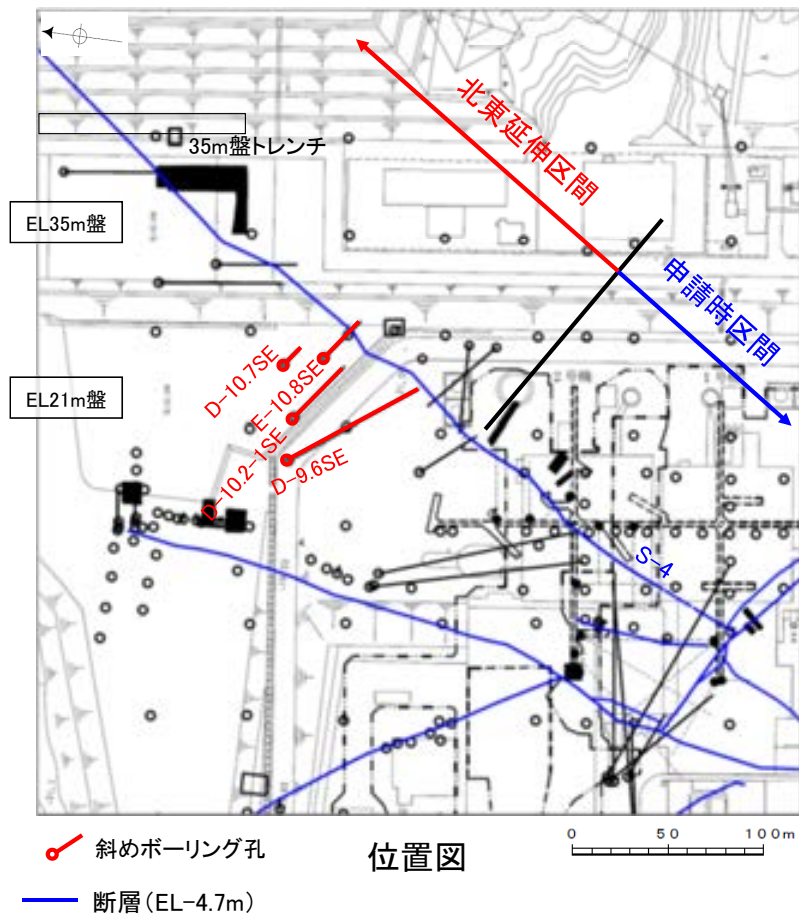 北東延伸区間
35m盤トレンチ
EL35m盤
申請時区間
D-10.7SE
E-10.8SE
EL21m盤
D-10.2-1SE
D-9.6SE
S-4
斜めボーリング孔
位置図
0 50 100m
断層(EL-4.7m)